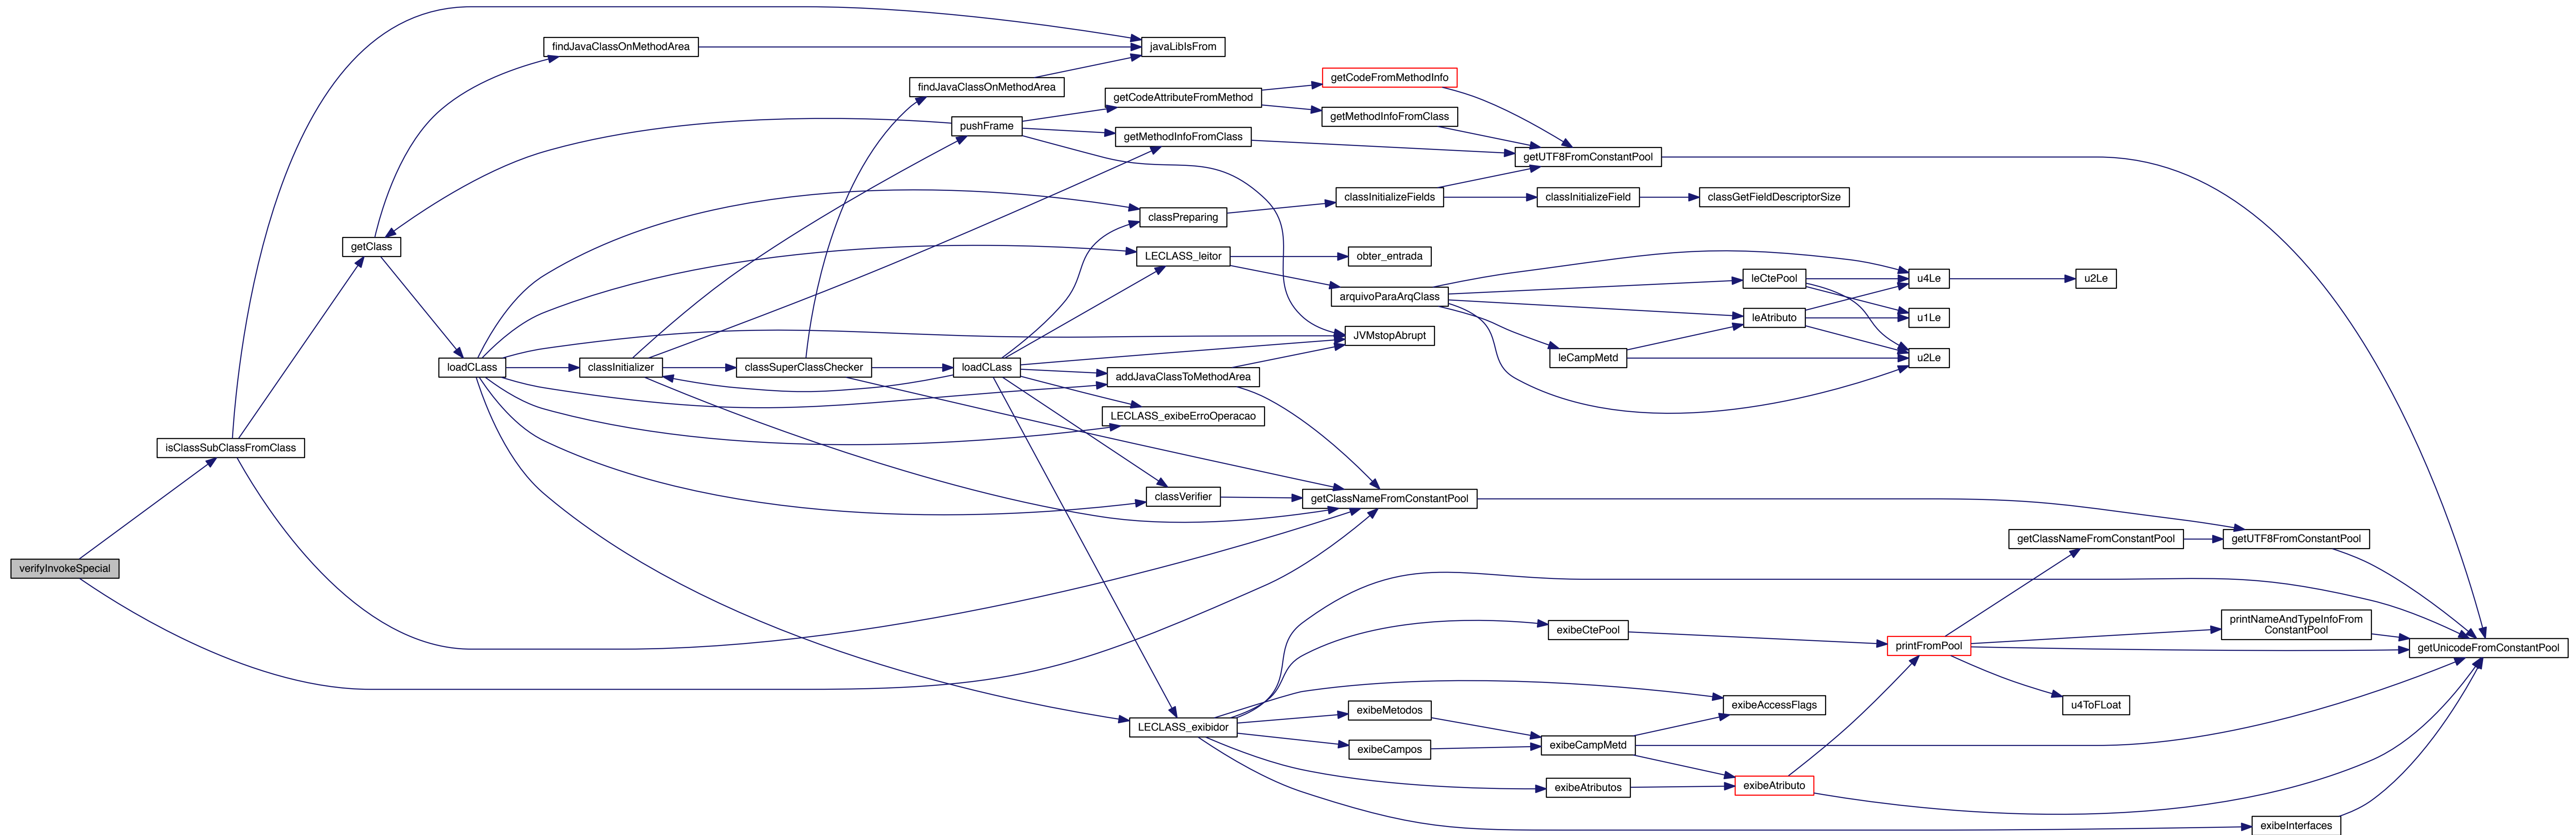 findJavaClassOnMethodArea
javaLibIsFrom
findJavaClassOnMethodArea
getCodeFromMethodInfo
getCodeAttributeFromMethod
getMethodInfoFromClass
pushFrame
getMethodInfoFromClass
getUTF8FromConstantPool
classInitializeFields
classInitializeField
classGetFieldDescriptorSize
classPreparing
getClass
LECLASS_leitor
obter_entrada
leCtePool
u4Le
u2Le
arquivoParaArqClass
leAtributo
u1Le
JVMstopAbrupt
leCampMetd
u2Le
loadCLass
classInitializer
classSuperClassChecker
loadCLass
addJavaClassToMethodArea
LECLASS_exibeErroOperacao
isClassSubClassFromClass
classVerifier
getClassNameFromConstantPool
getClassNameFromConstantPool
getUTF8FromConstantPool
verifyInvokeSpecial
printNameAndTypeInfoFrom
ConstantPool
exibeCtePool
printFromPool
getUnicodeFromConstantPool
exibeAccessFlags
u4ToFLoat
exibeMetodos
LECLASS_exibidor
exibeCampos
exibeCampMetd
exibeAtributos
exibeAtributo
exibeInterfaces